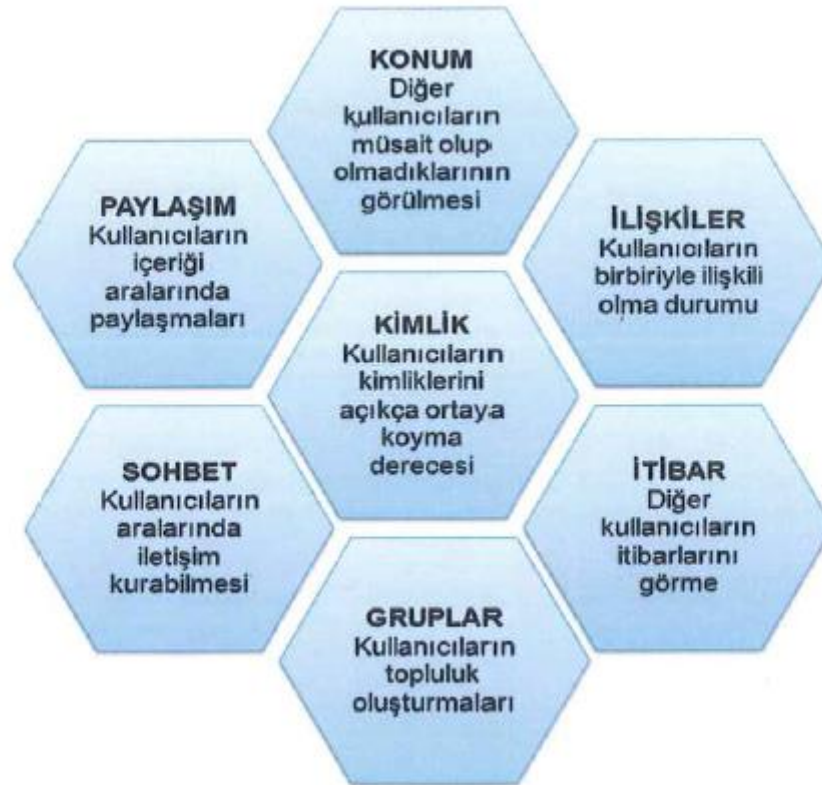 KONUM
Diğer
kullanıcıların
müsait olup
olmadıklarının
görülmesi
PAYLAŞIM
Kullanıcıların
içeriği
aralarında
paylaşmaları
İLİŞKİLER
Kullanıcıların
birbiriyle ilişkili
olma durumu
KİMLİK
Kullanıcıların
kimliklerini
açıkça ortaya
koyma
derecesi
SOHBET
Kullanıcıların
aralarında
iletişim
kurabilmesi
İTİBAR
Diğer
kullanıcıların
itibarlarını
görme
GRUPLAR
Kullanıcıların
topluluk
oluşturmaları